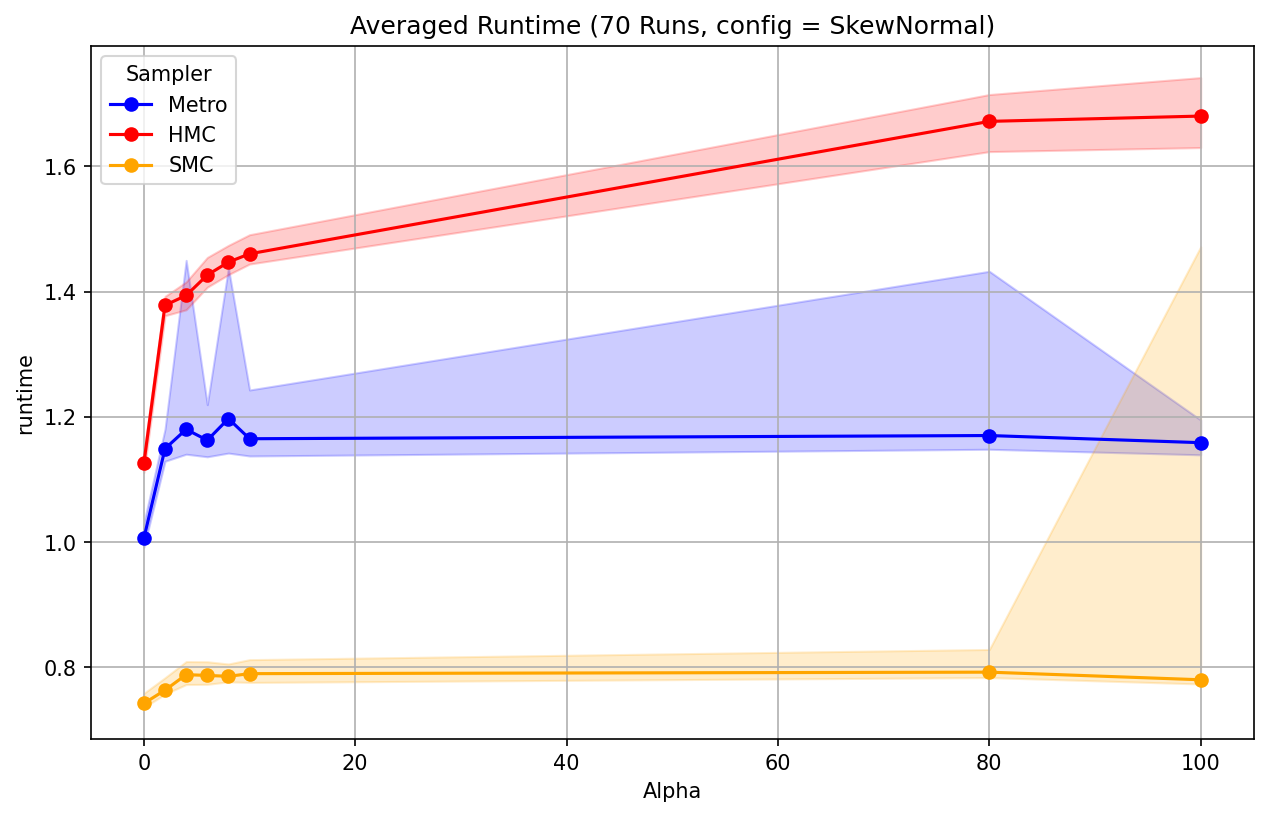 Averaged Runtime (70 Runs, config = SkewNormal)
Sampler
Metro
HMC
SMC
1.6
1.4
1.2
1.0
0.8
runtime
0 20 40 60 80 100
Alpha